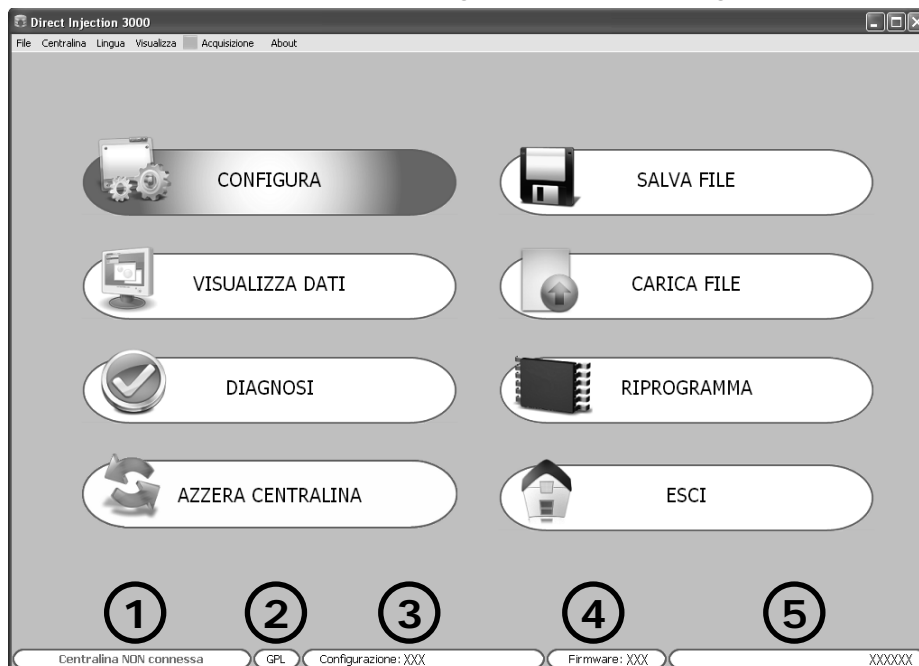 Direct Injection 3000
File Centralina Lingua Visualizza Acquisizione About
CONFIGURA
SALVA FILE
VISUALIZZA DATI
CARICA FILE
DIAGNOSI
RIPROGRAMMA
AZZERA CENTRALINA
ESCI
1 2 3 4 5
Centralina NON connessa GPL Configurazione: XXX Firmware: XXX XXXXXX